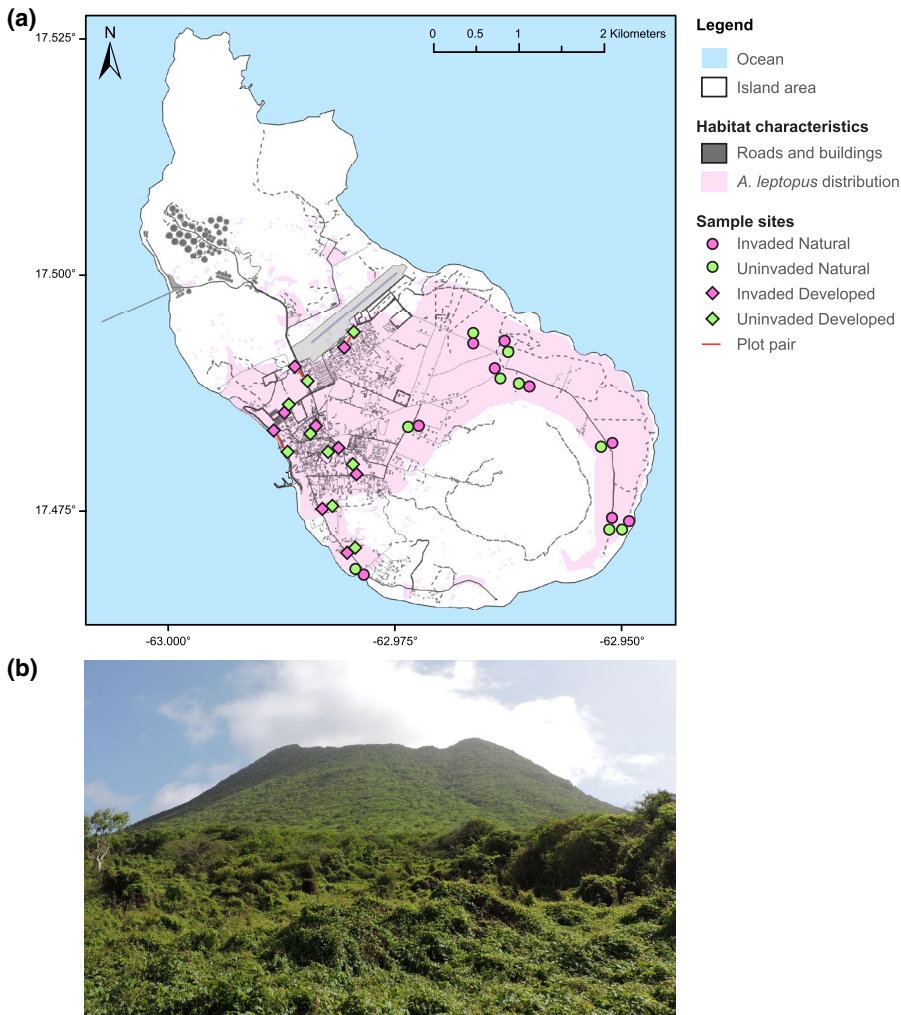 (a)
17.525°
17.500°
17.475°
-63.000°
-62.975°
-62.950°
N
0 0.5 1 2 Kilometers
Legend
Ocean
Island area
Habitat characteristics
Roads and buildings
A. leptopus distribution
Sample sites
Invaded Natural
Uninvaded Natural
Invaded Developed
Uninvaded Developed
Plot pair
(b)